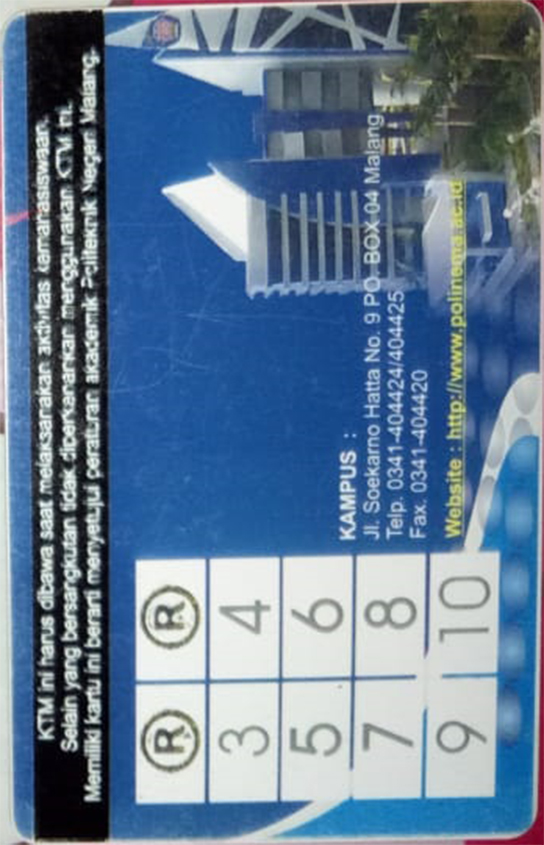 KTM ini harus dibawa saat melaksanakan aktivitas kemahasiswaan.
Selain yang bersangkutan tidak diperkenankan menggunakan KTM ini.
Memiliki kartu ini berarti menyetujui peraturan akademik Politeknik Negeri Malang.
R R
3 4
5 6
7 8
9 10
KAMPUS :
Jl. Soekarno Hatta No. 9 PO. BOX 04 Malang
Telp. 0341-404424/404425
Fax. 0341-404420
Website : http://www.polinema.ac.id